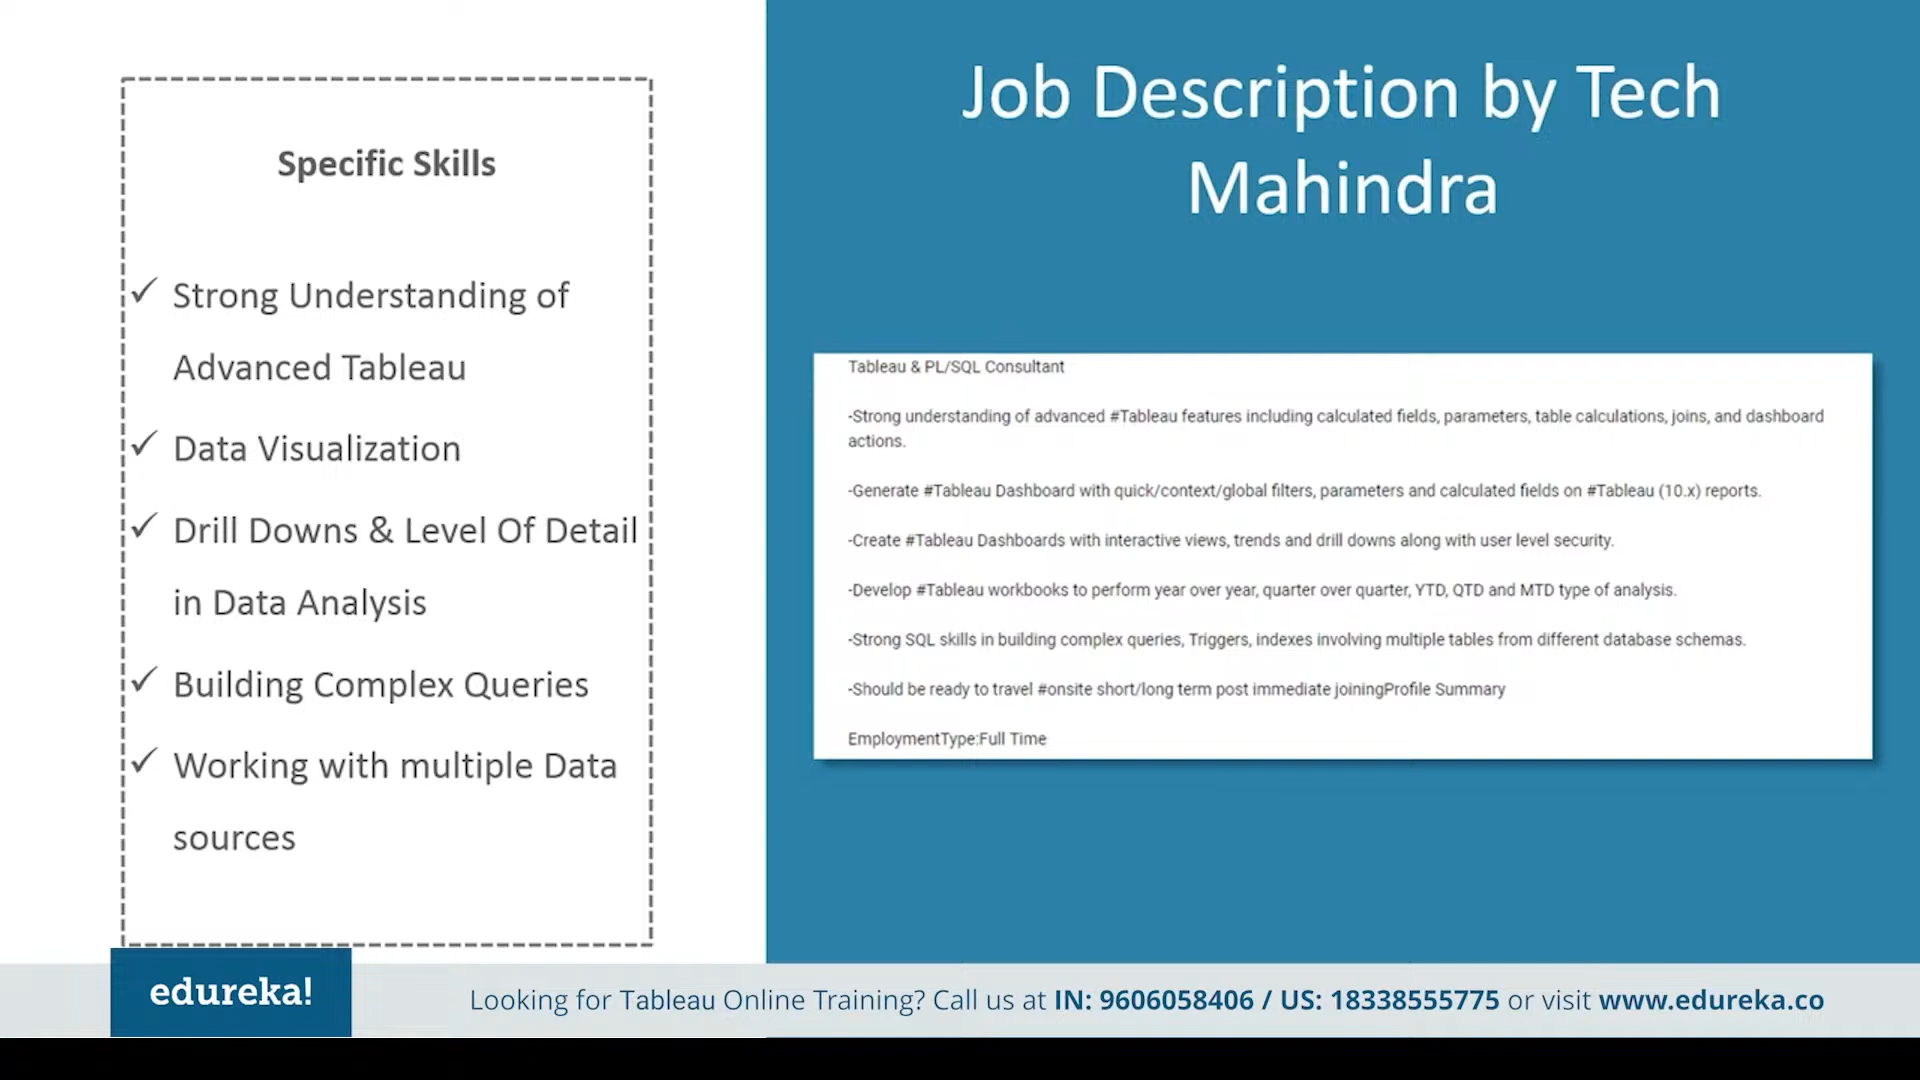 Specific Skills
✓ Strong Understanding of
Advanced Tableau
✓ Data Visualization
✓ Drill Downs & Level Of Detail
in Data Analysis
✓ Building Complex Queries
✓ Working with multiple Data
sources
Job Description by Tech
Mahindra
Tableau & PL/SQL Consultant
-Strong understanding of advanced #Tableau features including calculated fields, parameters, table calculations, joins, and dashboard
actions.
-Generate #Tableau Dashboard with quick/context/global filters, parameters and calculated fields on #Tableau (10.x) reports.
-Create #Tableau Dashboards with interactive views, trends and drill downs along with user level security.
-Develop #Tableau workbooks to perform year over year, quarter over quarter, YTD, QTD and MTD type of analysis.
-Strong SQL skills in building complex queries, Triggers, indexes involving multiple tables from different database schemas.
-Should be ready to travel #onsite short/long term post immediate joiningProfile Summary
EmploymentType:Full Time
edureka!
Looking for Tableau Online Training? Call us at IN: 9606058406 / US: 18338555775 or visit www.edureka.co